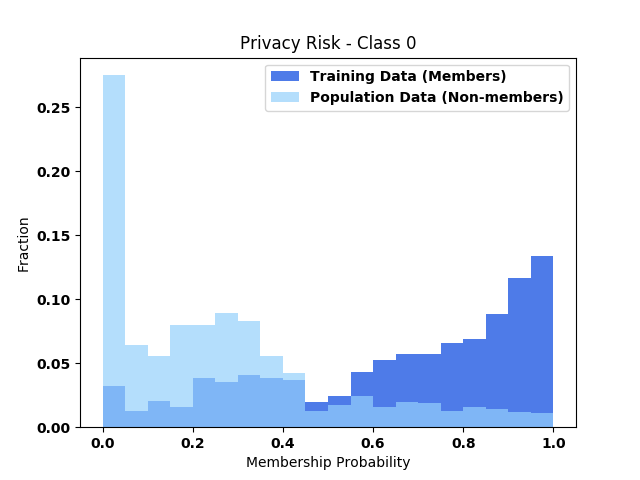 Privacy Risk - Class 0
Training Data (Members)
Population Data (Non-members)
Fraction
0.25
0.20
0.15
0.10
0.05
0.00
0.0 0.2 0.4 0.6 0.8 1.0
Membership Probability